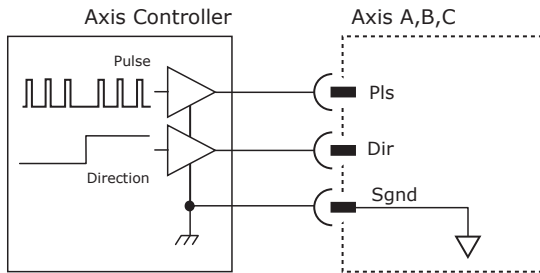 Axis Controller
Axis A,B,C
Pulse
Pls
Dir
Direction
Sgnd